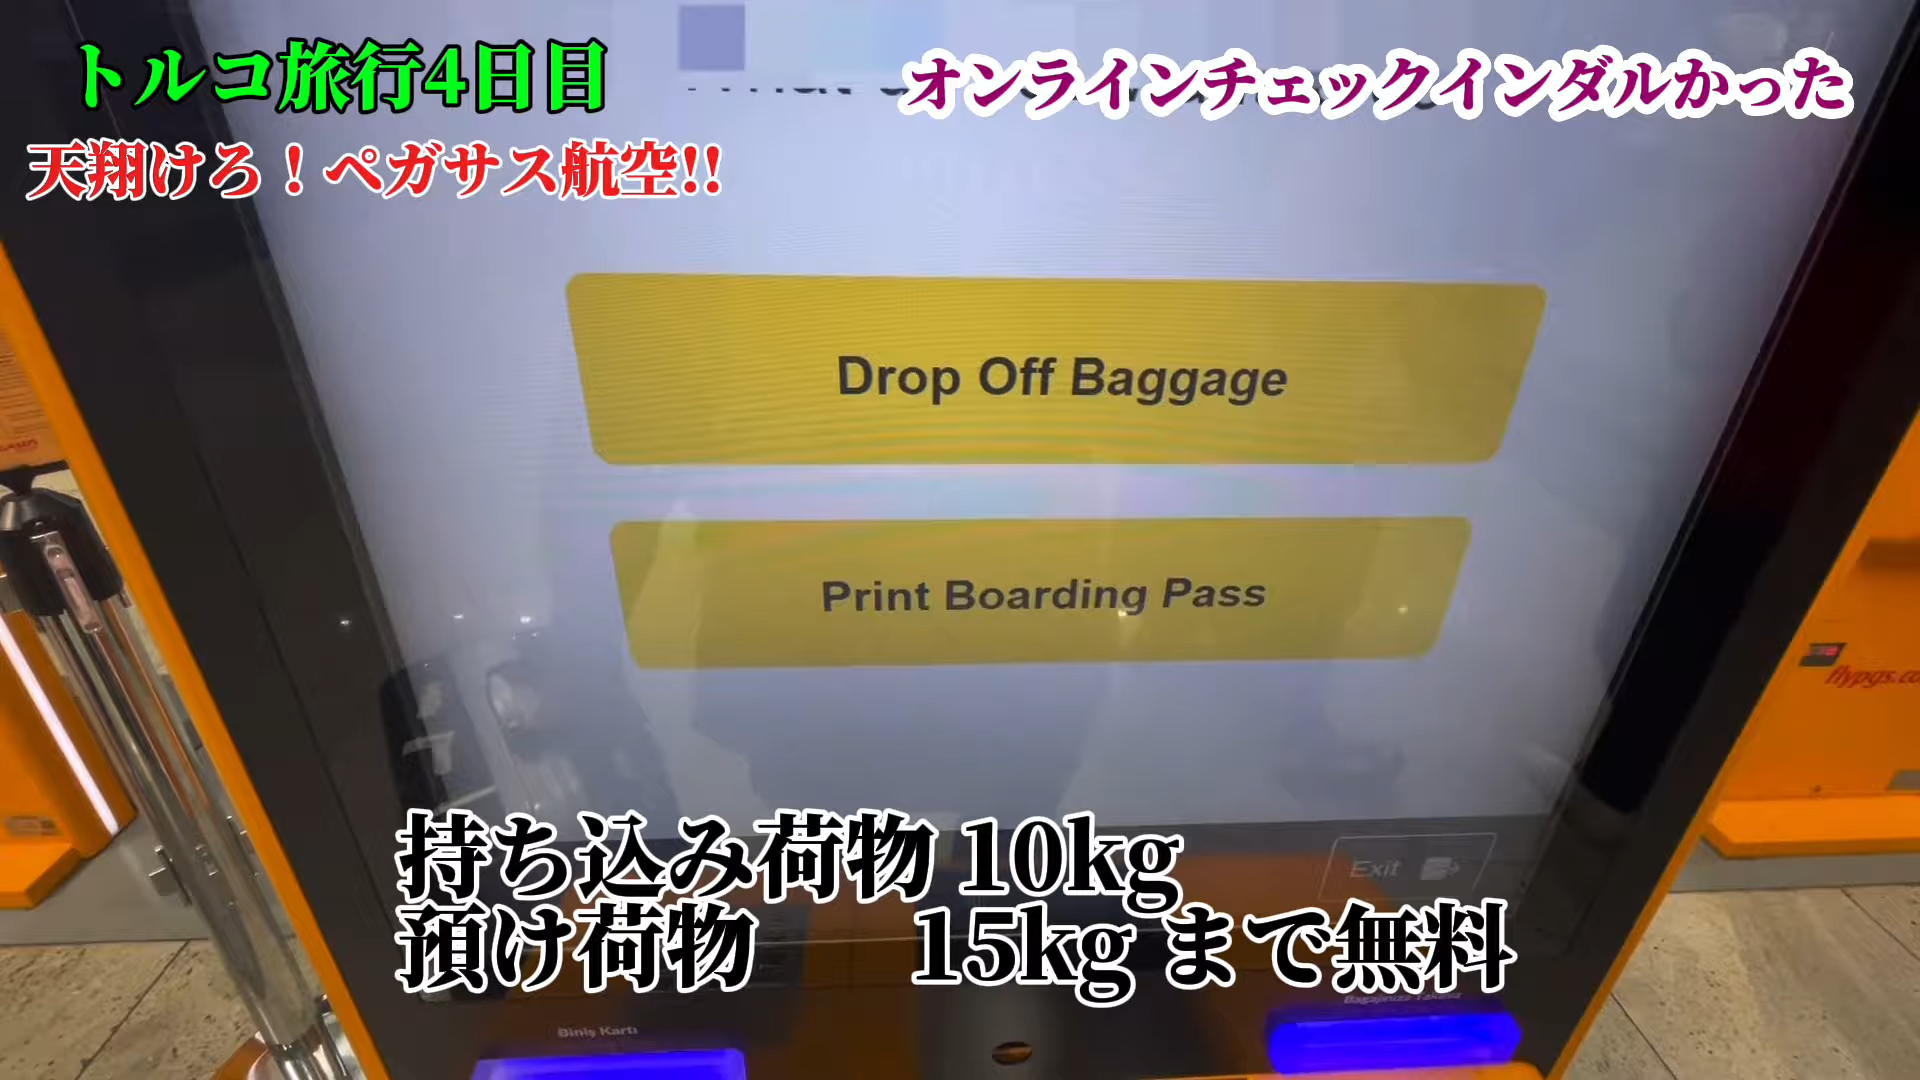 トルコ旅行4日目
オンラインチェックインダルかった
天翔けろ！ペガサス航空!!
Drop Off Baggage
Print Boarding Pass
flypgs.co
持ち込み荷物 10kg
Exit
預け荷物 15kg まで無料
Biniş Kartı